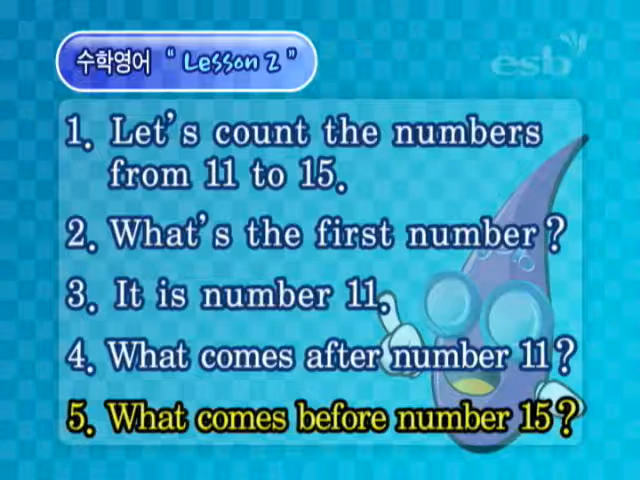 수학영어 “ Lesson 2 ”
esb
1. Let's count the numbers
from 11 to 15.
2. What's the first number?
3. It is number 11.
4. What comes after number 11?
5. What comes before number 15?